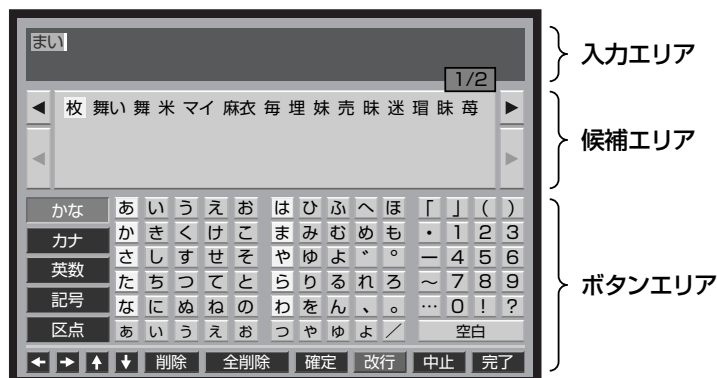 まい
入力エリア
1/2
◀ 枚 舞い 舞 米 マイ 麻衣 毎 埋 妹 売 昧 迷 瑁 眛 苺 ▶
候補エリア
◀ ▶
かな あ い う え お は ひ ふ へ ほ 「 」 ( )
カナ か き く け こ ま み む め も ・ 1 2 3
英数 さ し す せ そ や ゆ よ ゛ ゜ ー 4 5 6
ボタンエリア
記号 た ち つ て と ら り る れ ろ ~ 7 8 9
な に ぬ ね の わ を ん 、 。 … 0 ! ?
区点 ぁ ぃ ぅ ぇ ぉ っ ゃ ゅ ょ / 空白
← → ↑ ↓ 削除 全削除 確定 改行 中止 完了